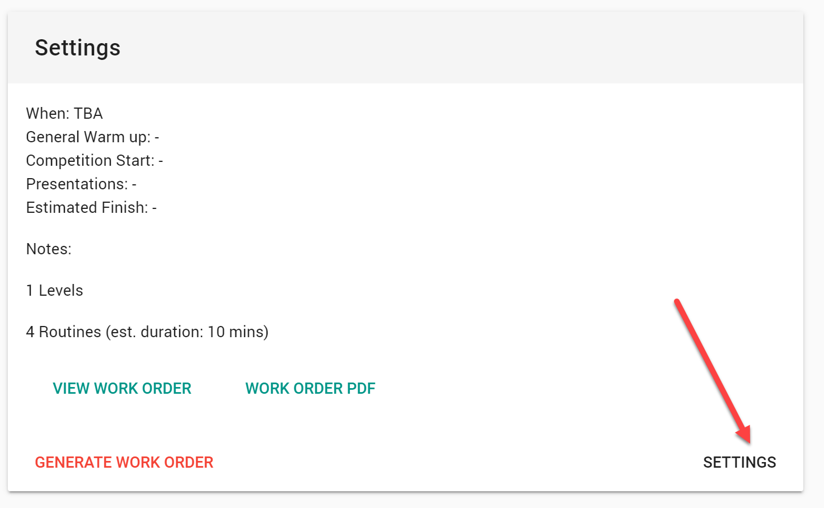 Settings
When: TBA
General Warm up: -
Competition Start: -
Presentations: -
Estimated Finish: -
Notes:
1 Levels
4 Routines (est. duration: 10 mins)
VIEW WORK ORDER WORK ORDER PDF
GENERATE WORK ORDER SETTINGS